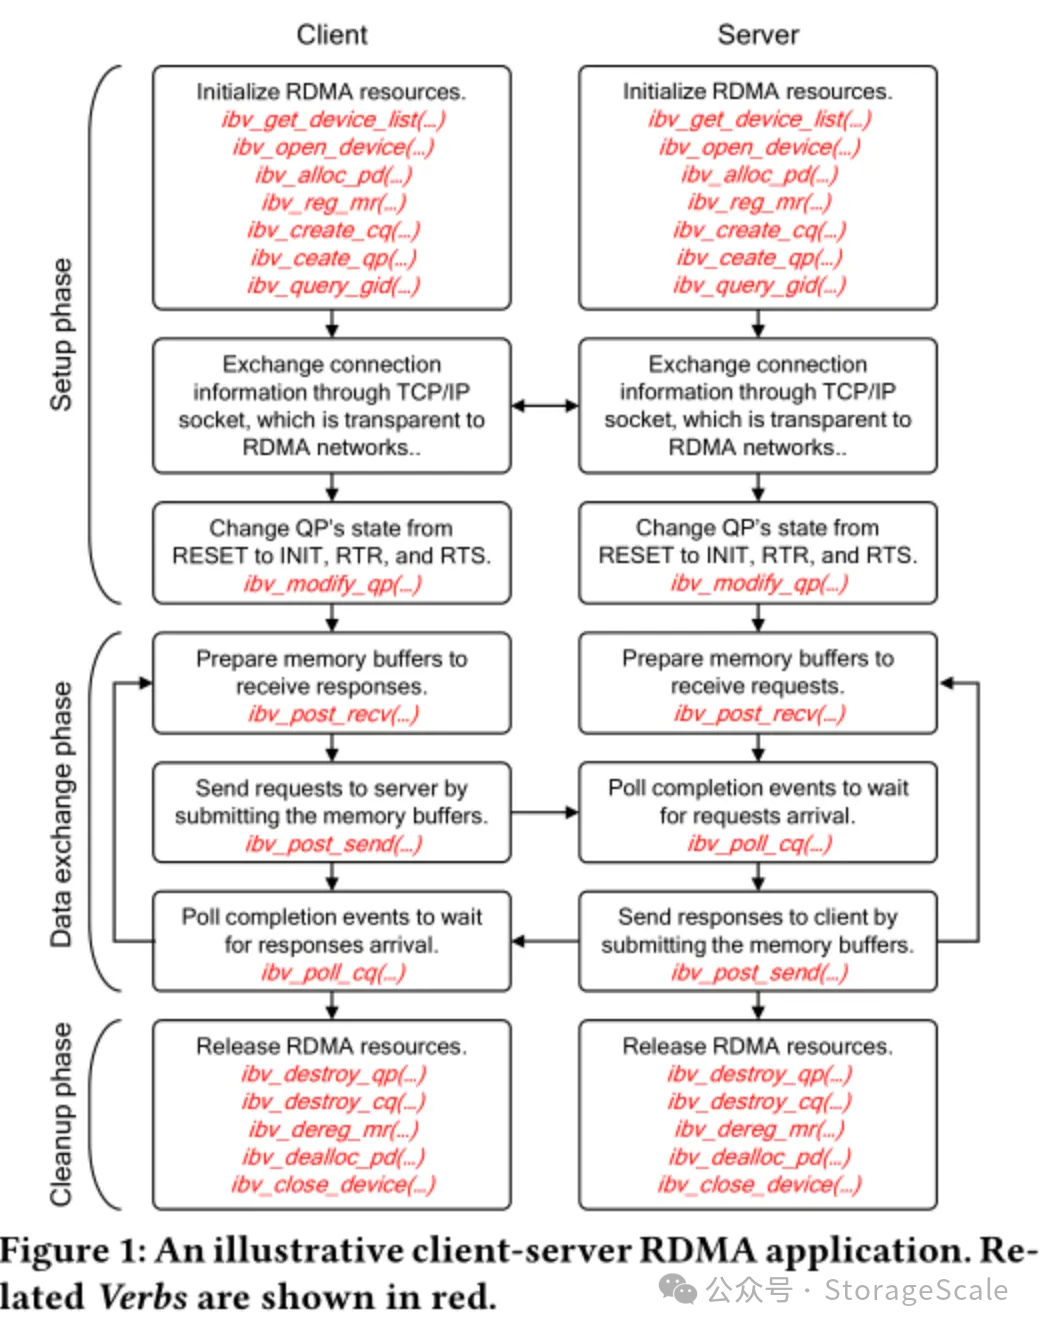 Client
Server
Setup phase
Initialize RDMA resources.
ibv_get_device_list(...)
ibv_open_device(...)
ibv_alloc_pd(...)
ibv_reg_mr(...)
ibv_create_cq(...)
ibv_ceate_qp(...)
ibv_query_gid(...)
Initialize RDMA resources.
ibv_get_device_list(...)
ibv_open_device(...)
ibv_alloc_pd(...)
ibv_reg_mr(...)
ibv_create_cq(...)
ibv_ceate_qp(...)
ibv_query_gid(...)
Exchange connection
information through TCP/IP
socket, which is transparent to
RDMA networks..
Exchange connection
information through TCP/IP
socket, which is transparent to
RDMA networks..
Change QP's state from
RESET to INIT, RTR, and RTS.
ibv_modify_qp(...)
Change QP's state from
RESET to INIT, RTR, and RTS.
ibv_modify_qp(...)
Data exchange phase
Prepare memory buffers to
receive responses.
ibv_post_recv(...)
Prepare memory buffers to
receive requests.
ibv_post_recv(...)
Send requests to server by
submitting the memory buffers.
ibv_post_send(...)
Poll completion events to wait
for requests arrival.
ibv_poll_cq(...)
Poll completion events to wait
for responses arrival.
ibv_poll_cq(...)
Send responses to client by
submitting the memory buffers.
ibv_post_send(...)
Cleanup phase
Release RDMA resources.
ibv_destroy_qp(...)
ibv_destroy_cq(...)
ibv_dereg_mr(...)
ibv_dealloc_pd(...)
ibv_close_device(...)
Release RDMA resources.
ibv_destroy_qp(...)
ibv_destroy_cq(...)
ibv_dereg_mr(...)
ibv_dealloc_pd(...)
ibv_close_device(...)
Figure 1: An illustrative client-server RDMA application. Re-
lated Verbs are shown in red.
公众号 · StorageScale